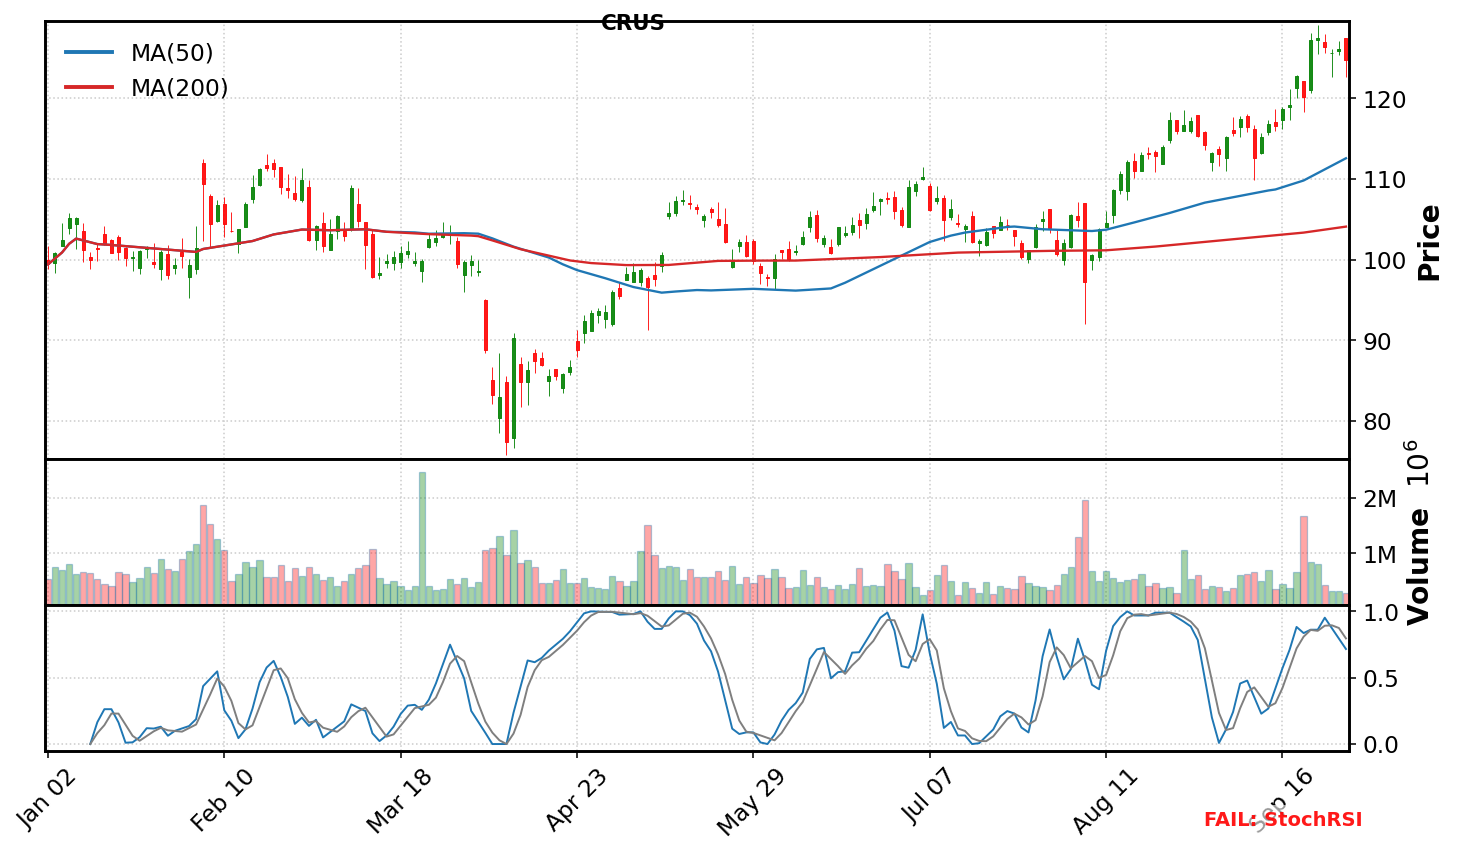 CRUS
MA(50)
MA(200)
120
110
100
90
80
Price
2M
1M
Volume 10^6
1.0
0.5
0.0
Jan 02
Feb 10
Mar 18
Apr 23
May 29
Jul 07
Aug 11
Sep 16
FAIL: StochRSI